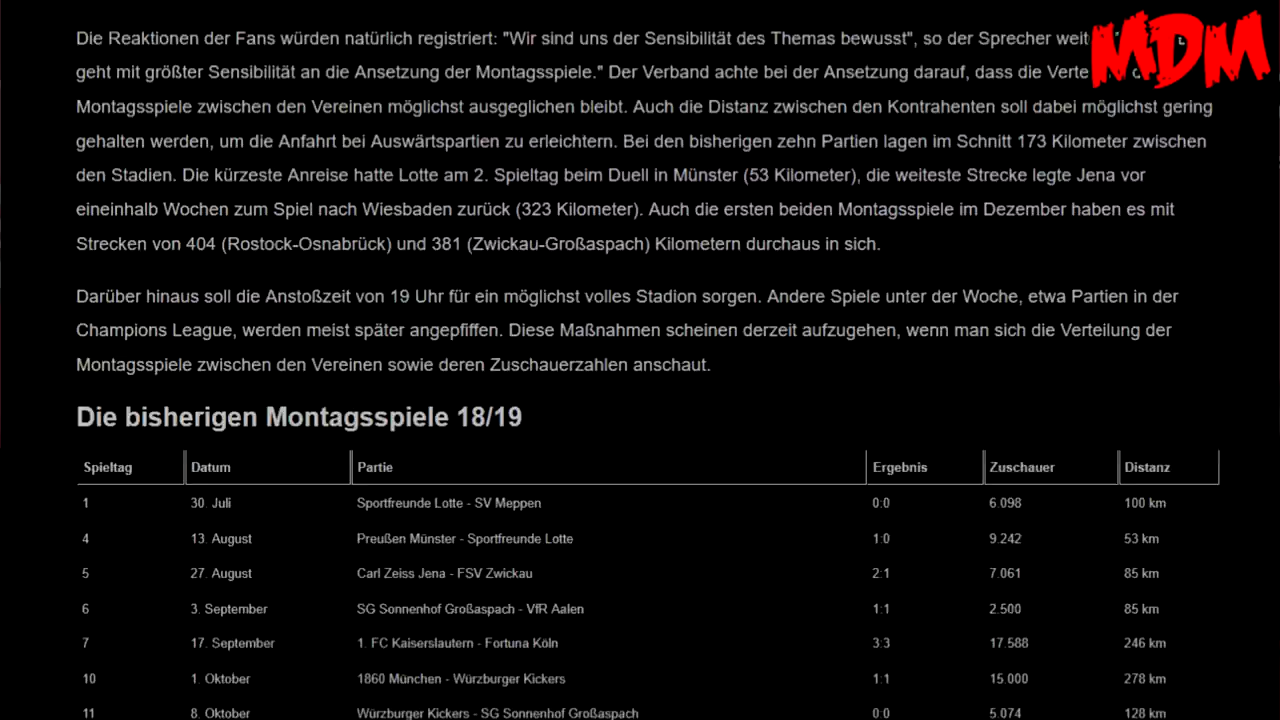 MDM
Die Reaktionen der Fans würden natürlich registriert: "Wir sind uns der Sensibilität des Themas bewusst", so der Sprecher
geht mit größter Sensibilität an die Ansetzung der Montagsspiele." Der Verband achte bei der Ansetzung darauf, dass die
Montagsspiele zwischen den Vereinen möglichst ausgeglichen bleibt. Auch die Distanz zwischen den Kontrahenten soll dabei möglichst gering
gehalten werden, um die Anfahrt bei Auswärtspartien zu erleichtern. Bei den bisherigen zehn Partien lagen im Schnitt 173 Kilometer zwischen
den Stadien. Die kürzeste Anreise hatte Lotte am 2. Spieltag beim Duell in Münster (53 Kilometer), die weiteste Strecke legte Jena vor
eineinhalb Wochen zum Spiel nach Wiesbaden zurück (323 Kilometer). Auch die ersten beiden Montagsspiele im Dezember haben es mit
Strecken von 404 (Rostock-Osnabrück) und 381 (Zwickau-Großaspach) Kilometern durchaus in sich.
Darüber hinaus soll die Anstoßzeit von 19 Uhr für ein möglichst volles Stadion sorgen. Andere Spiele unter der Woche, etwa Partien in der
Champions League, werden meist später angepfiffen. Diese Maßnahmen scheinen derzeit aufzugehen, wenn man sich die Verteilung der
Montagsspiele zwischen den Vereinen sowie deren Zuschauerzahlen anschaut.
Die bisherigen Montagsspiele 18/19
Spieltag Datum Partie Ergebnis Zuschauer Distanz
1 30. Juli Sportfreunde Lotte - SV Meppen 0:0 6.098 100 km
4 13. August Preußen Münster - Sportfreunde Lotte 1:0 9.242 53 km
5 27. August Carl Zeiss Jena - FSV Zwickau 2:1 7.061 85 km
6 3. September SG Sonnenhof Großaspach - VfR Aalen 1:1 2.500 85 km
7 17. September 1. FC Kaiserslautern - Fortuna Köln 3:3 17.588 246 km
10 1. Oktober 1860 München - Würzburger Kickers 1:1 15.000 278 km
11 8. Oktober Würzburger Kickers - SG Sonnenhof Großaspach 0:0 5.074 128 km